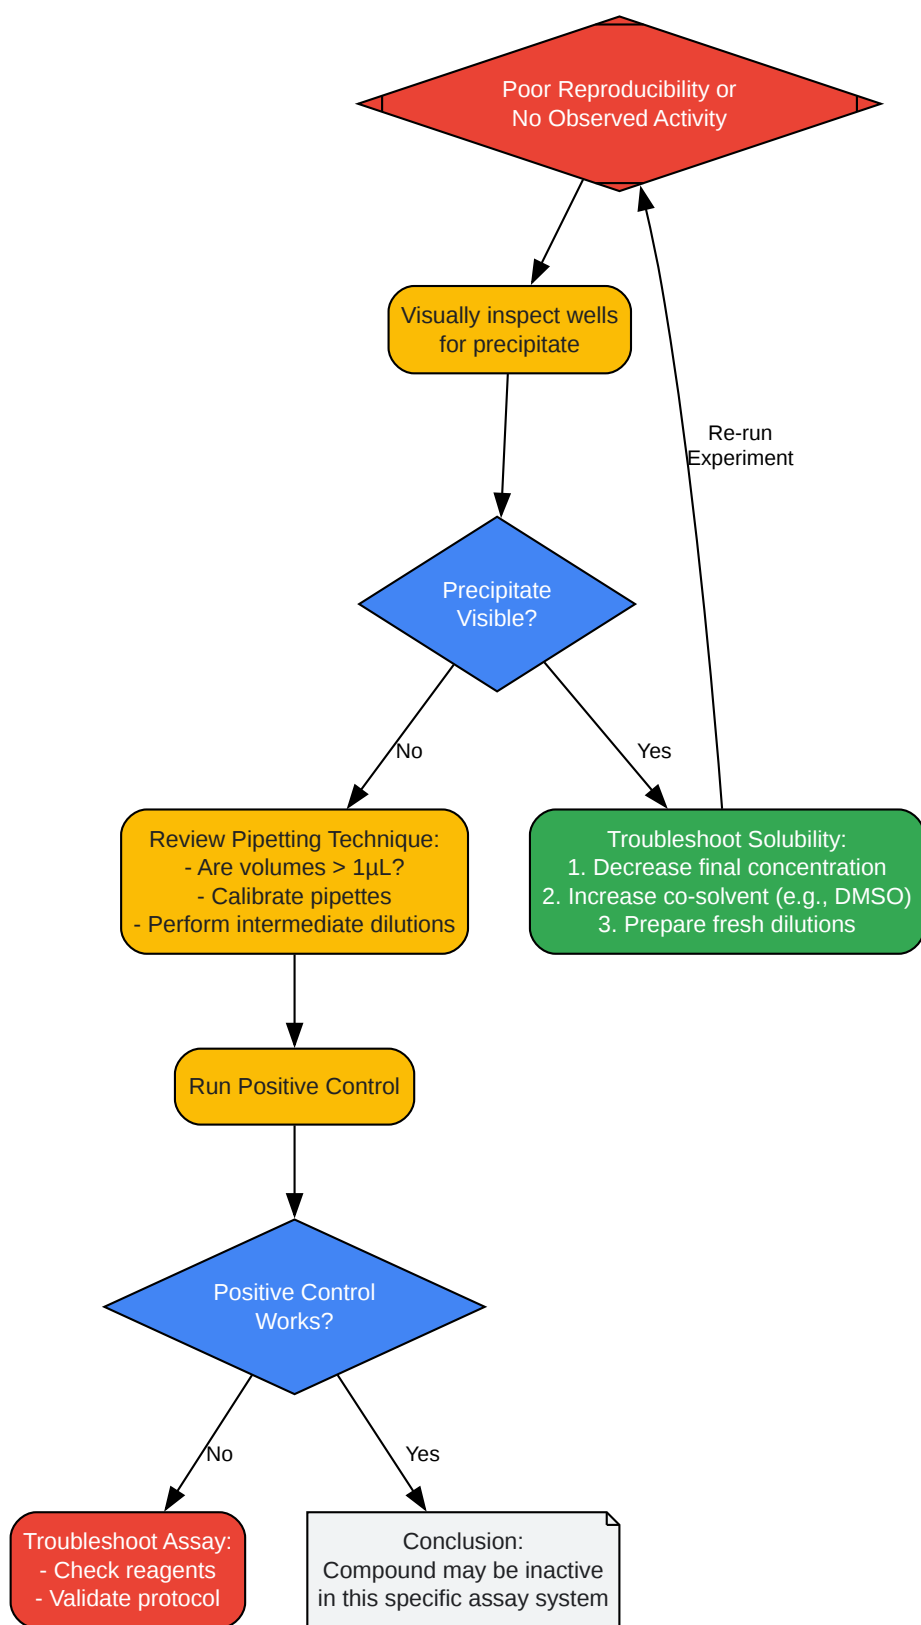 Poor Reproducibility or
No Observed Activity
Visually inspect wells
for precipitate
Re-run
Experiment
Precipitate
Visible?
No
Yes
Review Pipetting Technique:
- Are volumes > 1µL?
- Calibrate pipettes
- Perform intermediate dilutions
Troubleshoot Solubility:
1. Decrease final concentration
2. Increase co-solvent (e.g., DMSO)
3. Prepare fresh dilutions
Run Positive Control
Positive Control
Works?
No
Yes
Troubleshoot Assay:
- Check reagents
- Validate protocol
Conclusion:
Compound may be inactive
in this specific assay system